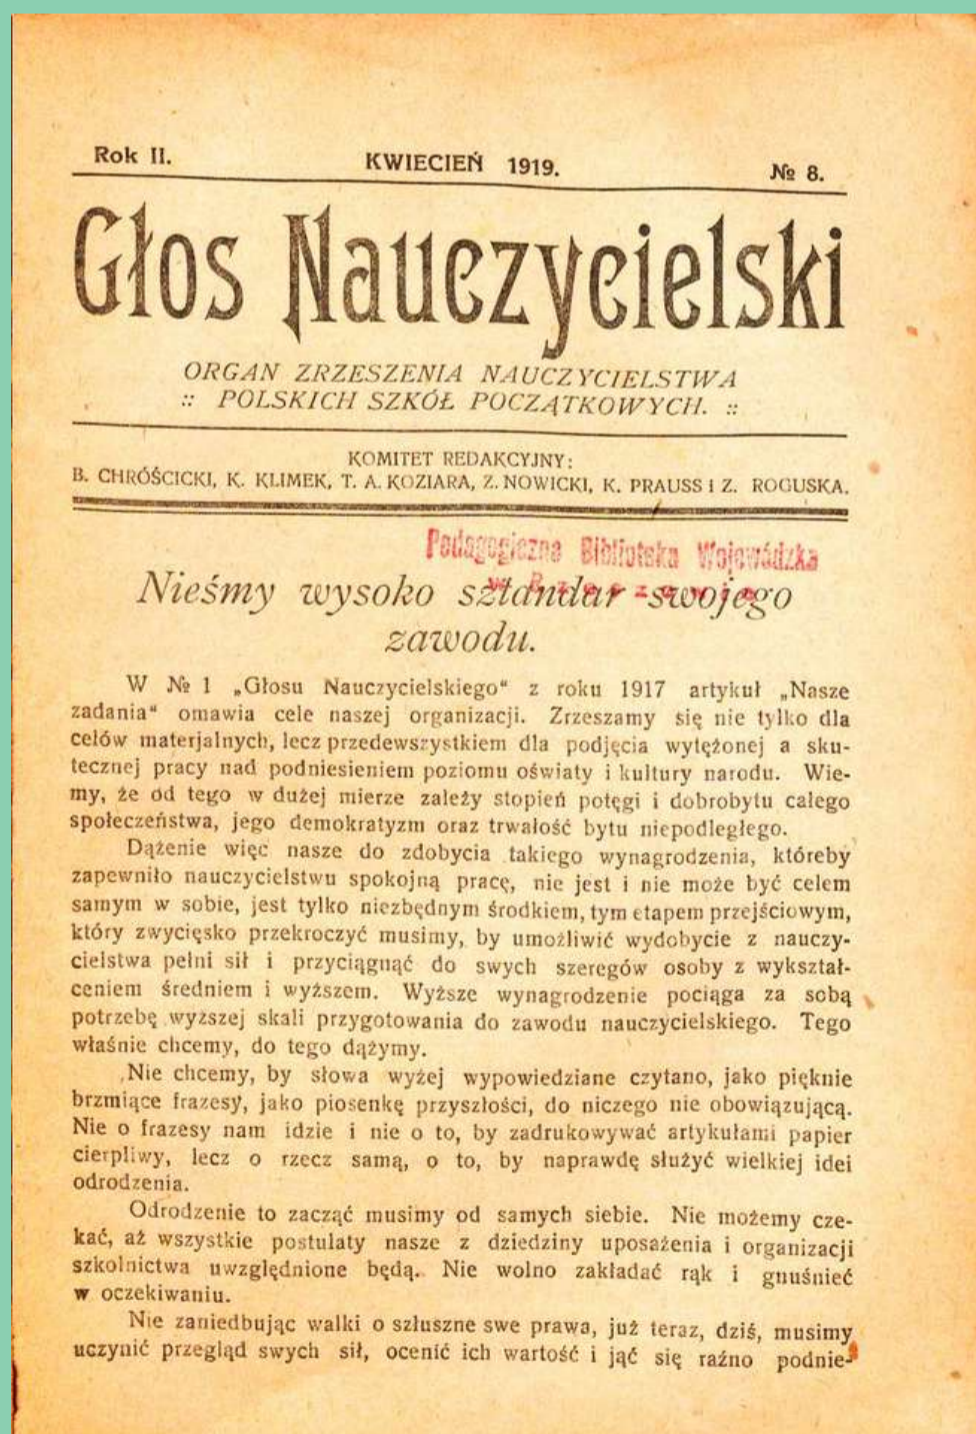 Rok II.
KWIECIEŃ 1919.
№ 8.
Głos Nauczycielski
ORGAN ZRZESZENIA NAUCZYCIELSTWA
:: POLSKICH SZKÓŁ POCZĄTKOWYCH. ::
KOMITET REDAKCYJNY:
B. CHRÓŚCICKI, K. KLIMEK, T. A. KOZIARA, Z. NOWICKI, K. PRAUSS I Z. ROGUSKA.
Pedagogiczna Biblioteka Wojewódzka
Nieśmy wysoko sztandar swojego
zawodu.
W № 1 „Głosu Nauczycielskiego“ z roku 1917 artykuł „Nasze
zadania“ omawia cele naszej organizacji. Zrzeszamy się nie tylko dla
celów materjalnych, lecz przedewszystkiem dla podjęcia wytężonej a sku-
tecznej pracy nad podniesieniem poziomu oświaty i kultury narodu. Wie-
my, że od tego w dużej mierze zależy stopień potęgi i dobrobytu całego
społeczeństwa, jego demokratyzm oraz trwałość bytu niepodległego.
Dążenie więc nasze do zdobycia takiego wynagrodzenia, któreby
zapewniło nauczycielstwu spokojną pracę, nie jest i nie może być celem
samym w sobie, jest tylko niezbędnym środkiem, tym etapem przejściowym,
który zwycięsko przekroczyć musimy, by umożliwić wydobycie z nauczy-
cielstwa pełni sił i przyciągnąć do swych szeregów osoby z wykształ-
ceniem średniem i wyższem. Wyższe wynagrodzenie pociąga za sobą
potrzebę wyższej skali przygotowania do zawodu nauczycielskiego. Tego
właśnie chcemy, do tego dążymy.
Nie chcemy, by słowa wyżej wypowiedziane czytano, jako pięknie
brzmiące frazesy, jako piosenkę przyszłości, do niczego nie obowiązującą.
Nie o frazesy nam idzie i nie o to, by zadrukowywać artykułami papier
cierpliwy, lecz o rzecz samą, o to, by naprawdę służyć wielkiej idei
odrodzenia.
Odrodzenie to zacząć musimy od samych siebie. Nie możemy cze-
kać, aż wszystkie postulaty nasze z dziedziny uposażenia i organizacji
szkolnictwa uwzględnione będą. Nie wolno zakładać rąk i gnuśnieć
w oczekiwaniu.
Nie zaniedbując walki o szłuszne swe prawa, już teraz, dziś, musimy
uczynić przegląd swych sił, ocenić ich wartość i jąć się raźno podnie-